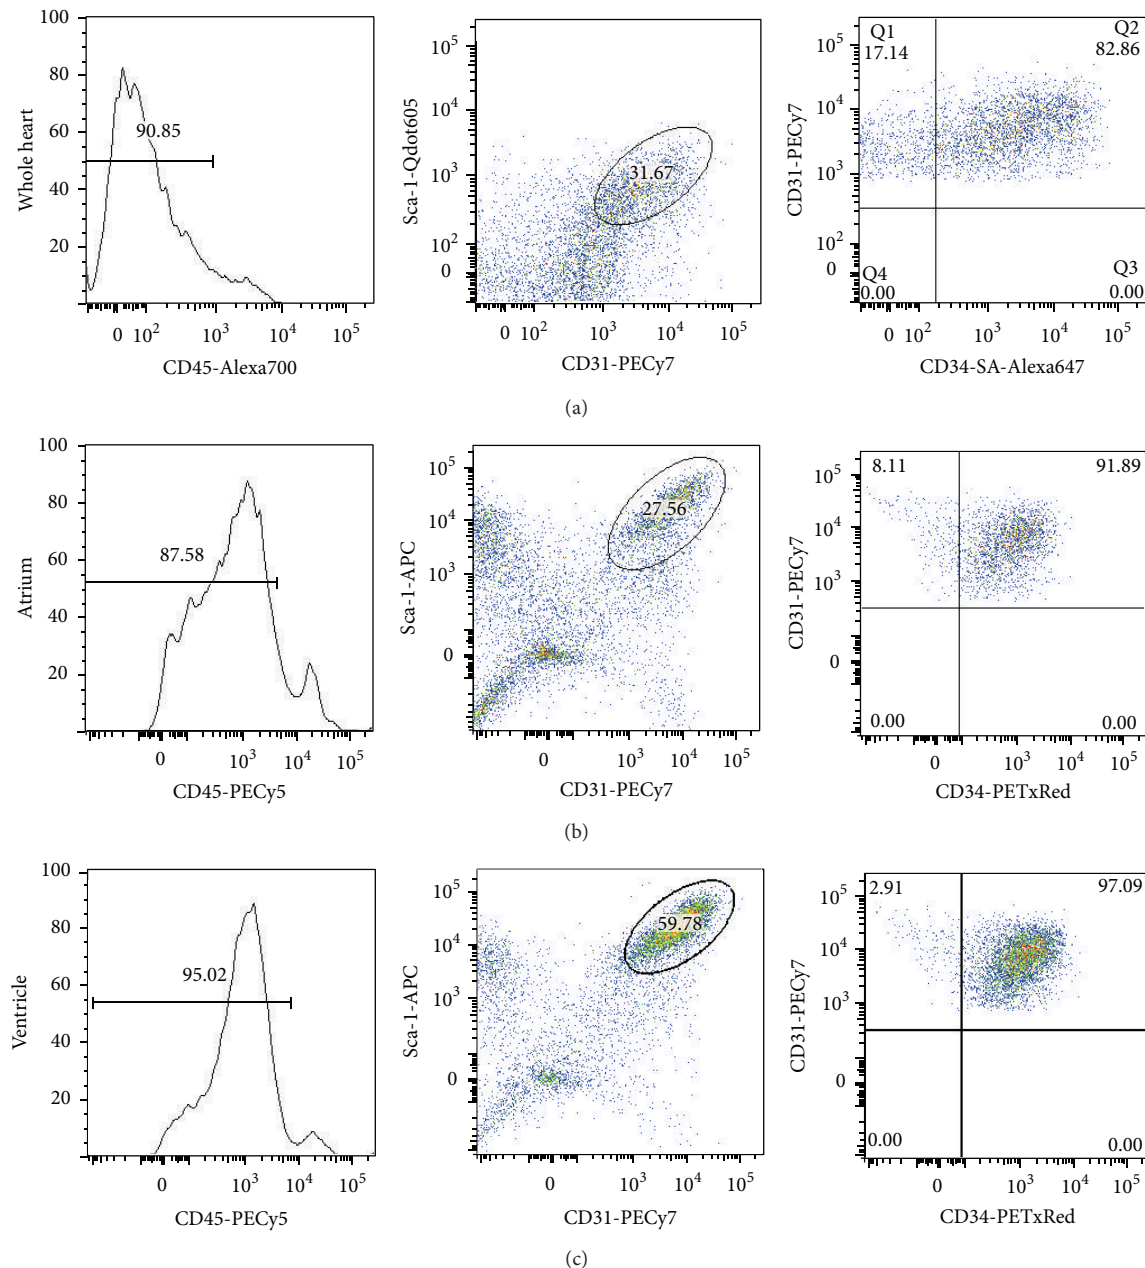 Whole heart
100
80
60
40
20
90.85
0 10² 10³ 10⁴ 10⁵
CD45-Alexa700
Sca-1-Qdot605
10⁵
10⁴
10³
10²
0
31.67
0 10² 10³ 10⁴ 10⁵
CD31-PECy7
CD31-PECy7
10⁵
10⁴
10³
10²
0
Q1
17.14
Q2
82.86
Q4
0.00
Q3
0.00
0 10² 10³ 10⁴ 10⁵
CD34-SA-Alexa647
(a)
Atrium
100
80
60
40
20
87.58
0 10³ 10⁴ 10⁵
CD45-PECy5
Sca-1-APC
10⁵
10⁴
10³
0
27.56
0 10³ 10⁴ 10⁵
CD31-PECy7
CD31-PECy7
10⁵
10⁴
10³
0
8.11
91.89
0.00
0.00
0 10³ 10⁴ 10⁵
CD34-PETxRed
(b)
Ventricle
100
80
60
40
20
95.02
0 10³ 10⁴ 10⁵
CD45-PECy5
Sca-1-APC
10⁵
10⁴
10³
0
59.78
0 10³ 10⁴ 10⁵
CD31-PECy7
CD31-PECy7
10⁵
10⁴
10³
0
2.91
97.09
0.00
0.00
0 10³ 10⁴ 10⁵
CD34-PETxRed
(c)